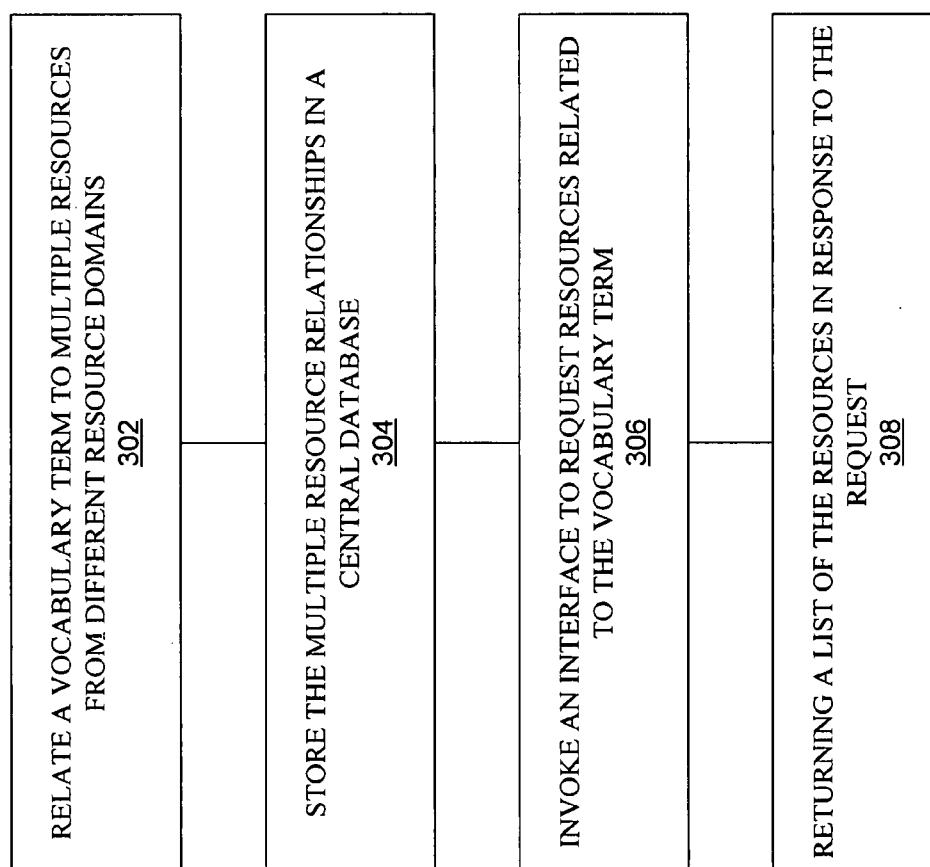 RELATE A VOCABULARY TERM TO MULTIPLE RESOURCES
FROM DIFFERENT RESOURCE DOMAINS
302
STORE THE MULTIPLE RESOURCE RELATIONSHIPS IN A
CENTRAL DATABASE
304
INVOKE AN INTERFACE TO REQUEST RESOURCES RELATED
TO THE VOCABULARY TERM
306
RETURNING A LIST OF THE RESOURCES IN RESPONSE TO THE
REQUEST
308